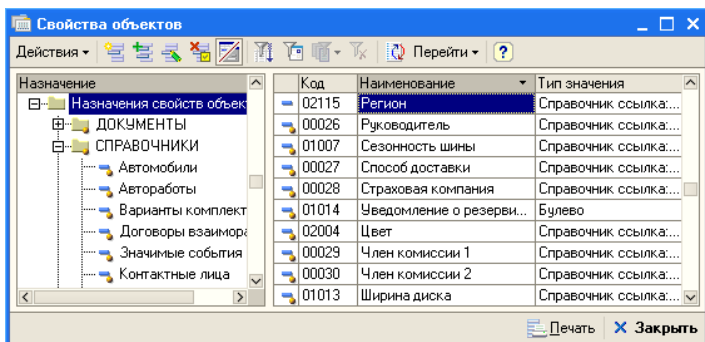 Свойства объектов
Действия Перейти ?
Назначение
Назначения свойств объек
ДОКУМЕНТЫ
СПРАВОЧНИКИ
Автомобили
Автоработы
Варианты комплект
Договоры взаимора
Значимые события
Контактные лица
Код Наименование Тип значения
02115 Регион Справочник ссылка:...
00026 Руководитель Справочник ссылка:...
01007 Сезонность шины Справочник ссылка:...
00027 Способ доставки Справочник ссылка:...
00028 Страховая компания Справочник ссылка:...
01014 Уведомление о резерви... Булево
02004 Цвет Справочник ссылка:...
00029 Член комиссии 1 Справочник ссылка:...
00030 Член комиссии 2 Справочник ссылка:...
01013 Ширина диска Справочник ссылка:...
Печать Закрыть